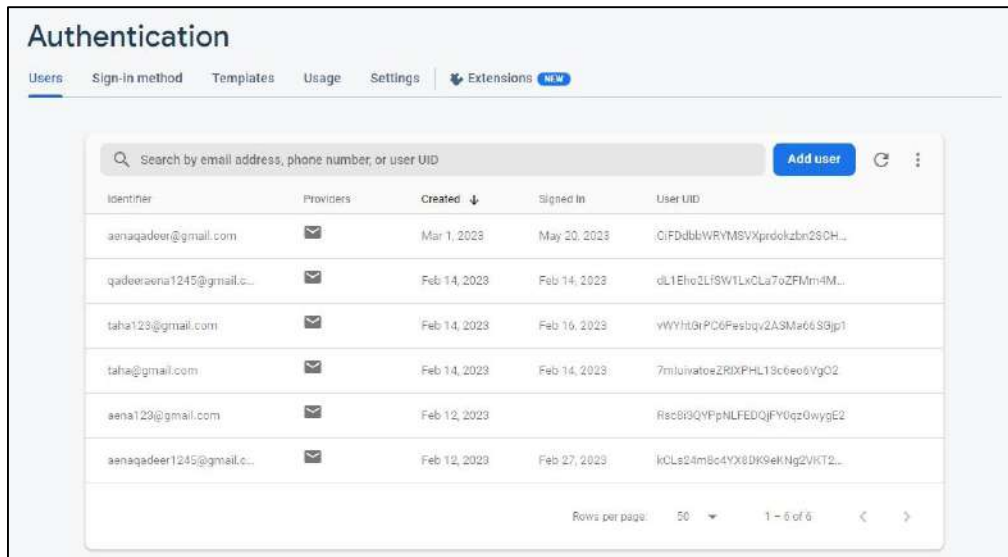 Authentication
Users Sign-in method Templates Usage Settings Extensions NEW
Search by email address, phone number, or user UID Add user
Identifier Providers Created Signed In User UID
aenaqadeer@gmail.com Mar 1, 2023 May 20, 2023
qadeeraena1245@gmail.c... Feb 14, 2023 Feb 14, 2023
taha123@gmail.com Feb 14, 2023 Feb 16, 2023
taha@gmail.com Feb 14, 2023 Feb 14, 2023
aena123@gmail.com Feb 12, 2023
aenaqadeer1245@gmail.c... Feb 12, 2023 Feb 27, 2023
Rows per page: 50 1 – 6 of 6